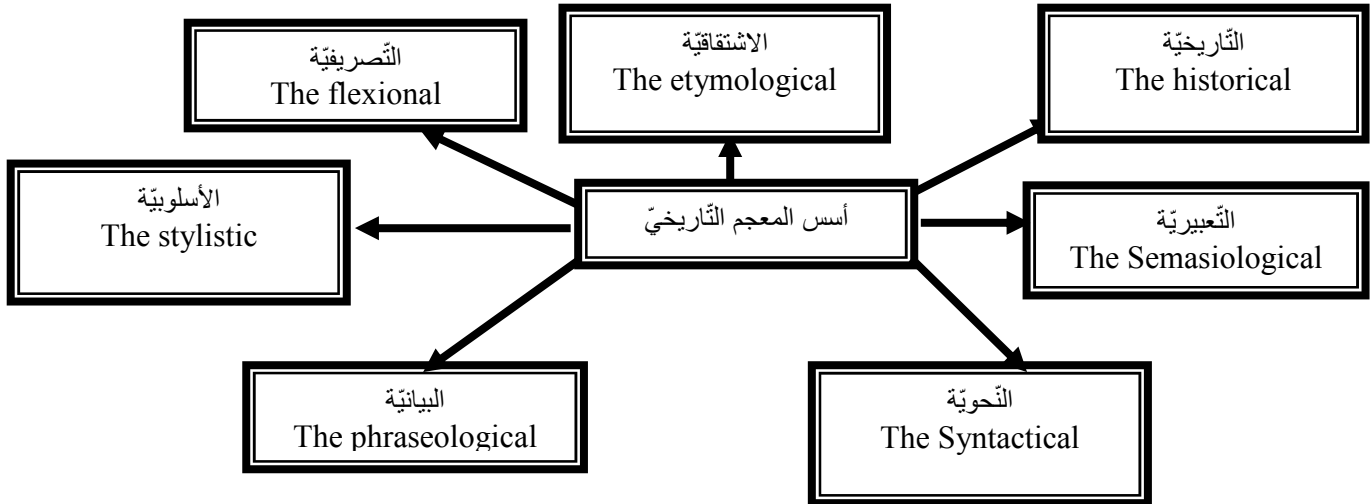 التّصريفيّة
The flexional
الاشتقاقيّة
The etymological
التّاريخيّة
The historical
الأسلوبيّة
The stylistic
أسس المعجم التّاريخيّ
التّعبيريّة
The Semasiological
البيانيّة
The phraseological
النّحويّة
The Syntactical